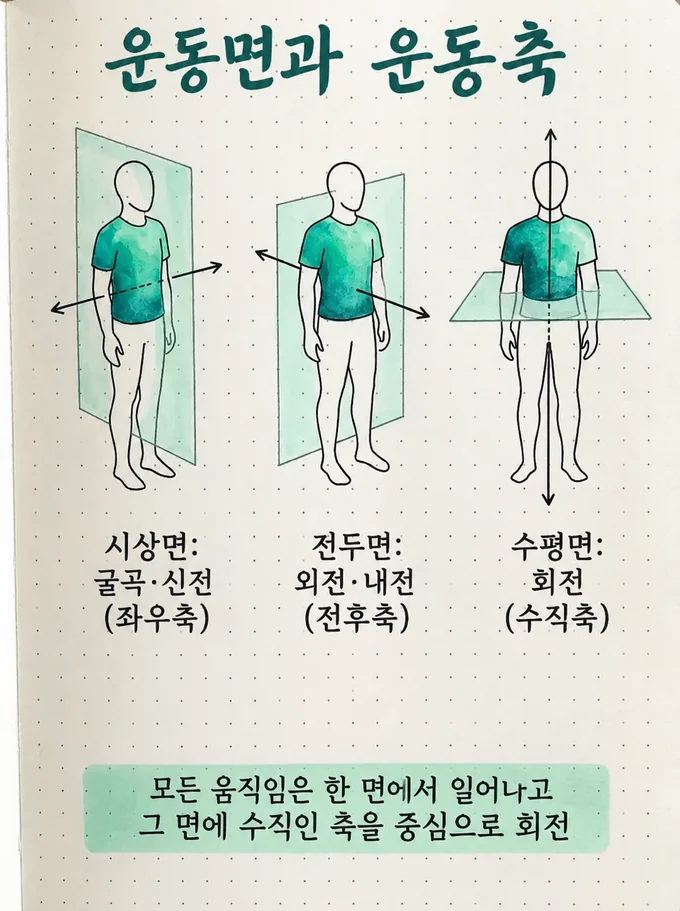 운동면과 운동축
시상면:
굴곡·신전
(좌우축)
전두면:
외전·내전
(전후축)
수평면:
회전
(수직축)
모든 움직임은 한 면에서 일어나고
그 면에 수직인 축을 중심으로 회전